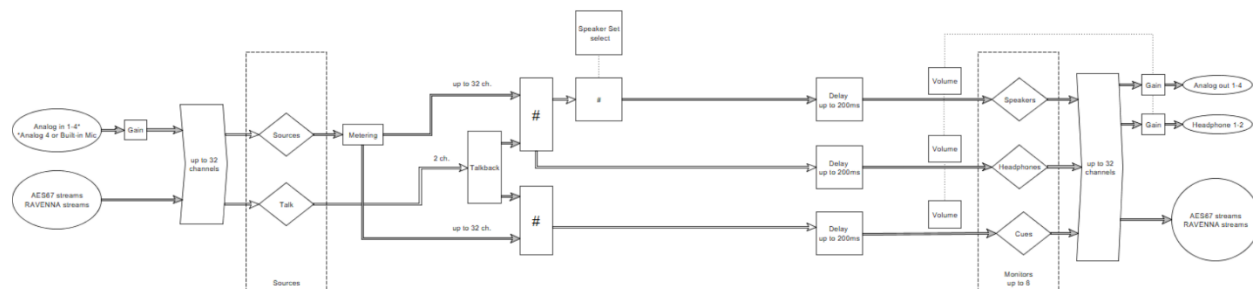 Speaker Set
select
up to 32 ch.
Volume
Analog in 1-4*
*Analog 4 or Built-in Mic
Gain
up to 32
channels
Sources
Metering
#
#
Delay
up to 200ms
Speakers
Gain
Analog out 1-4
Gain
Headphone 1-2
2 ch.
Talkback
Volume
Delay
up to 200ms
Headphones
up to 32
channels
AES67 streams
RAVENNA streams
Talk
up to 32 ch.
#
Delay
up to 200ms
Volume
Cues
AES67 streams
RAVENNA streams
Sources
Monitors
up to 8